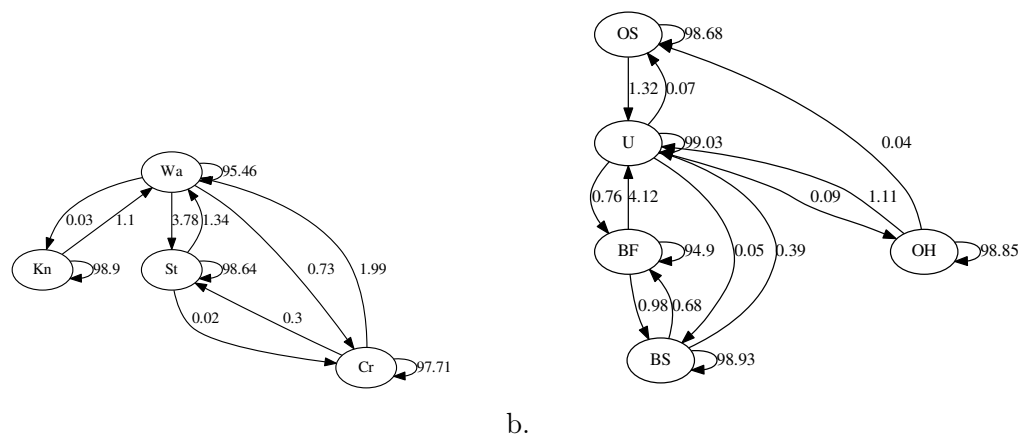 OS 98.68
1.32 0.07
U 99.03
0.04
Wa 95.46
0.76 4.12 0.09 1.11
0.03 1.1 3.78 1.34
BF 94.9 0.05 0.39 OH 98.85
Kn 98.9 St 98.64 0.73 1.99
0.98 0.68
0.02 0.3
BS 98.93
Cr 97.71
b.